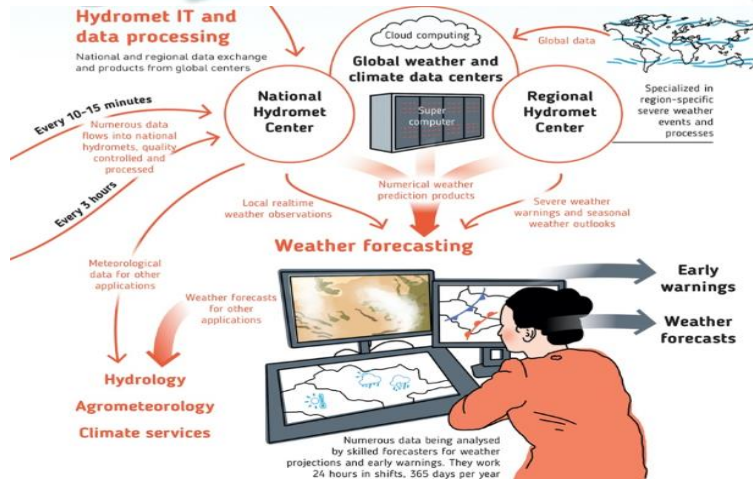 Hydromet IT and
data processing
National and regional data exchange
and products from global centers
Cloud computing
Global weather and
climate data centers
Global data
National
Hydromet
Center
Super
computer
Regional
Hydromet
Center
Specialized in
region-specific
severe weather
events and
processes
Every 10-15 minutes
Numerous data
flows into national
hydromets, quality
controlled and
processed
Every 3 hours
Local realtime
weather observations
Numerical weather
prediction products
Severe weather
warnings and seasonal
weather outlooks
Weather forecasting
Meteorological
data for other
applications
Weather forecasts
for other
applications
Early
warnings
Weather
forecasts
Hydrology
Agrometeorology
Climate services
Numerous data being analysed
by skilled forecasters for weather
projections and early warnings. They work
24 hours in shifts, 365 days per year